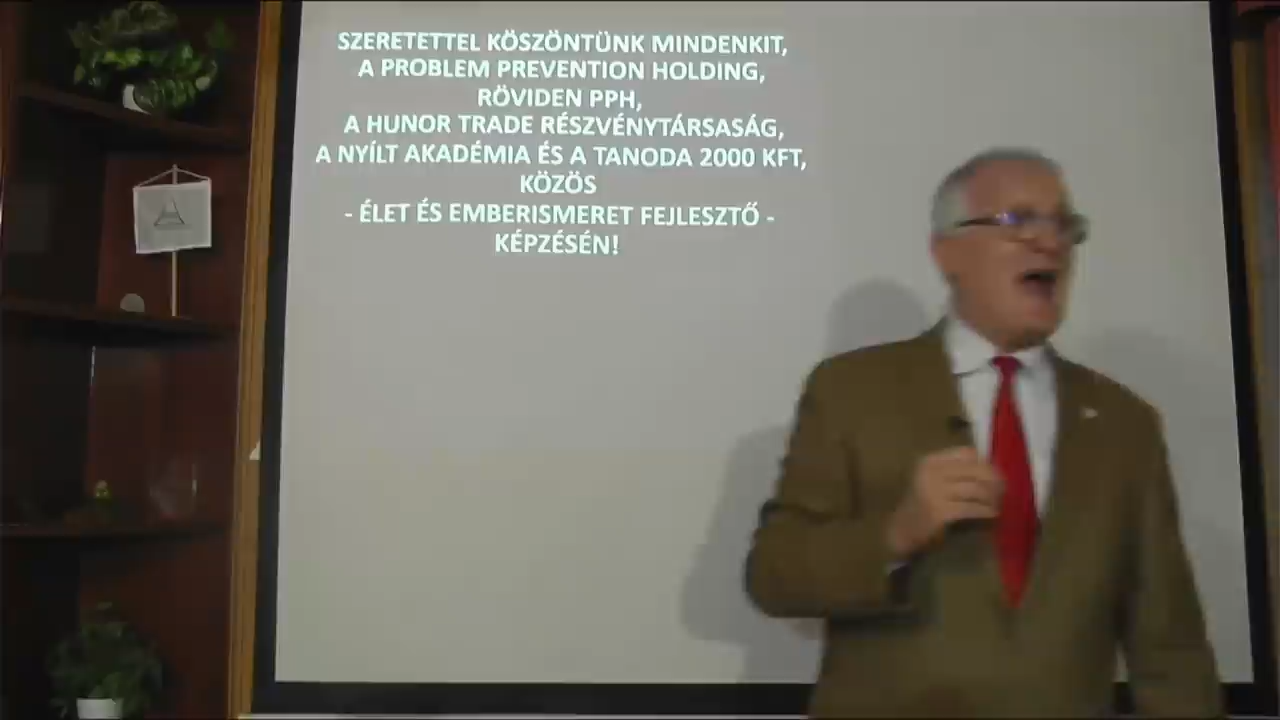 SZERETETTEL KÖSZÖNTÜNK MINDENKIT,
A PROBLEM PREVENTION HOLDING,
RÖVIDEN PPH,
A HUNOR TRADE RÉSZVÉNYTÁRSASÁG,
A NYÍLT AKADÉMIA ÉS A TANODA 2000 KFT,
KÖZÖS
- ÉLET ÉS EMBERISMERET FEJLESZTŐ -
KÉPZÉSÉN!